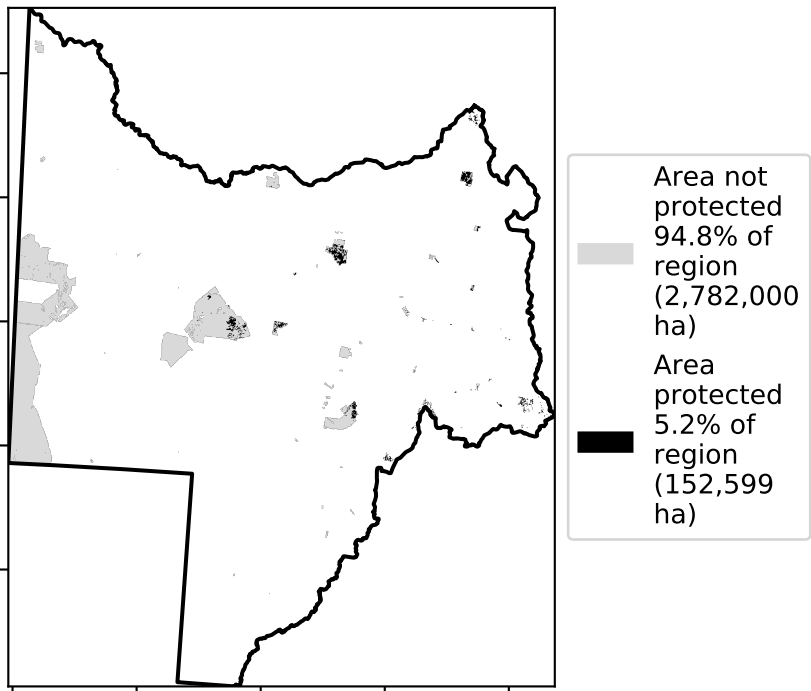 Area not
protected
94.8% of
region
(2,782,000
ha)
Area
protected
5.2% of
region
(152,599
ha)